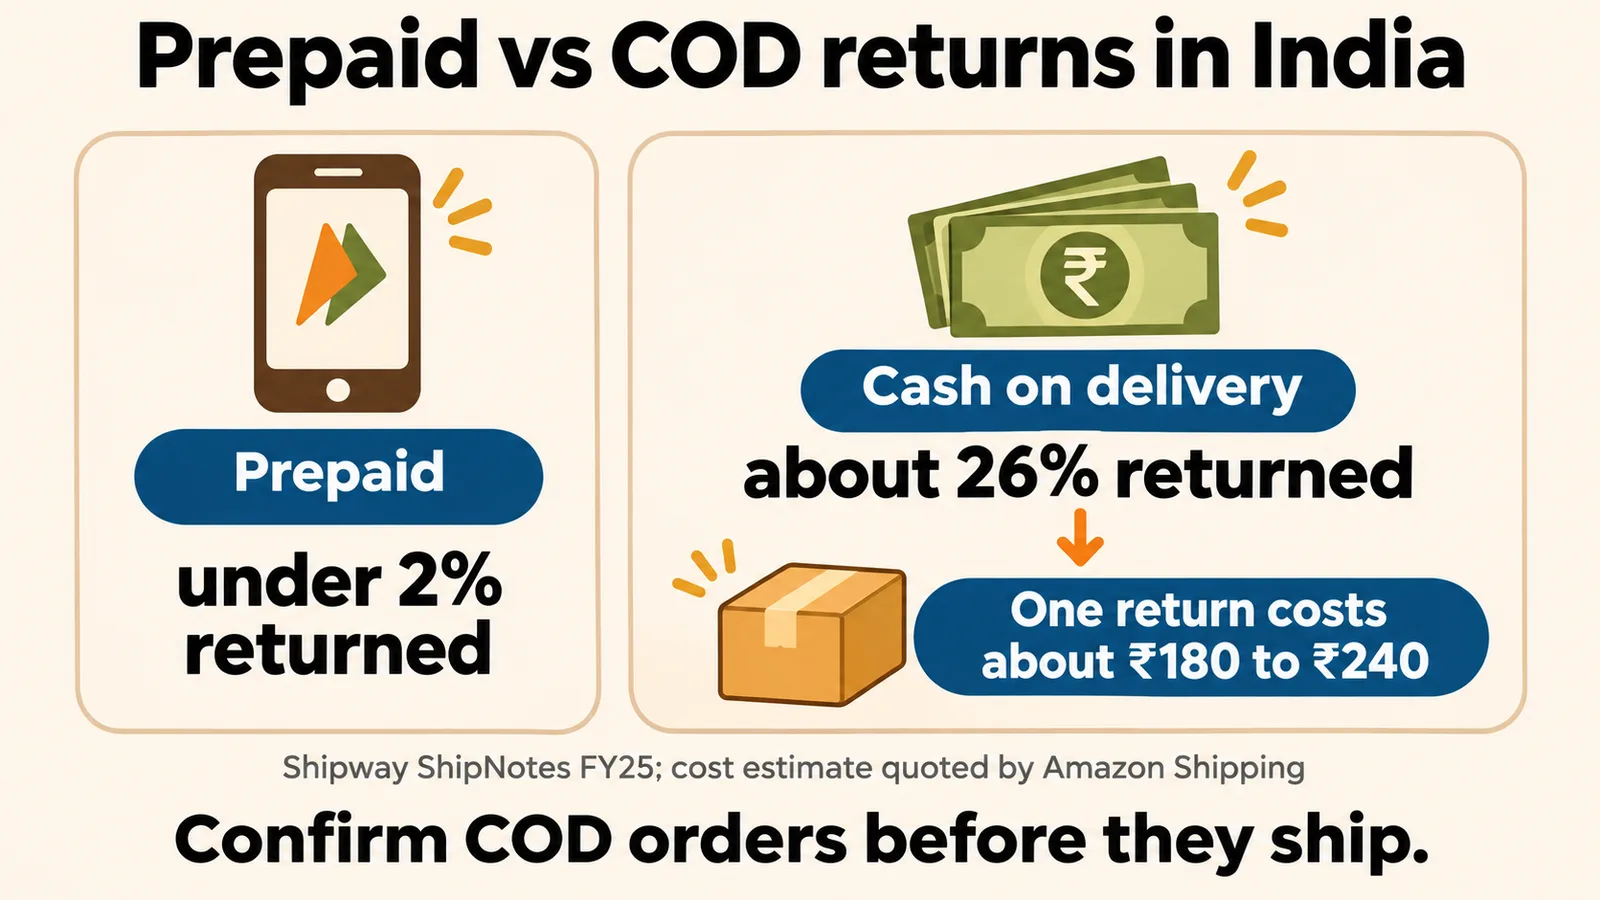 Prepaid vs COD returns in India
Prepaid
under 2%
returned
₹
Cash on delivery
about 26% returned
One return costs
about ₹180 to ₹240
Shipway ShipNotes FY25; cost estimate quoted by Amazon Shipping
Confirm COD orders before they ship.